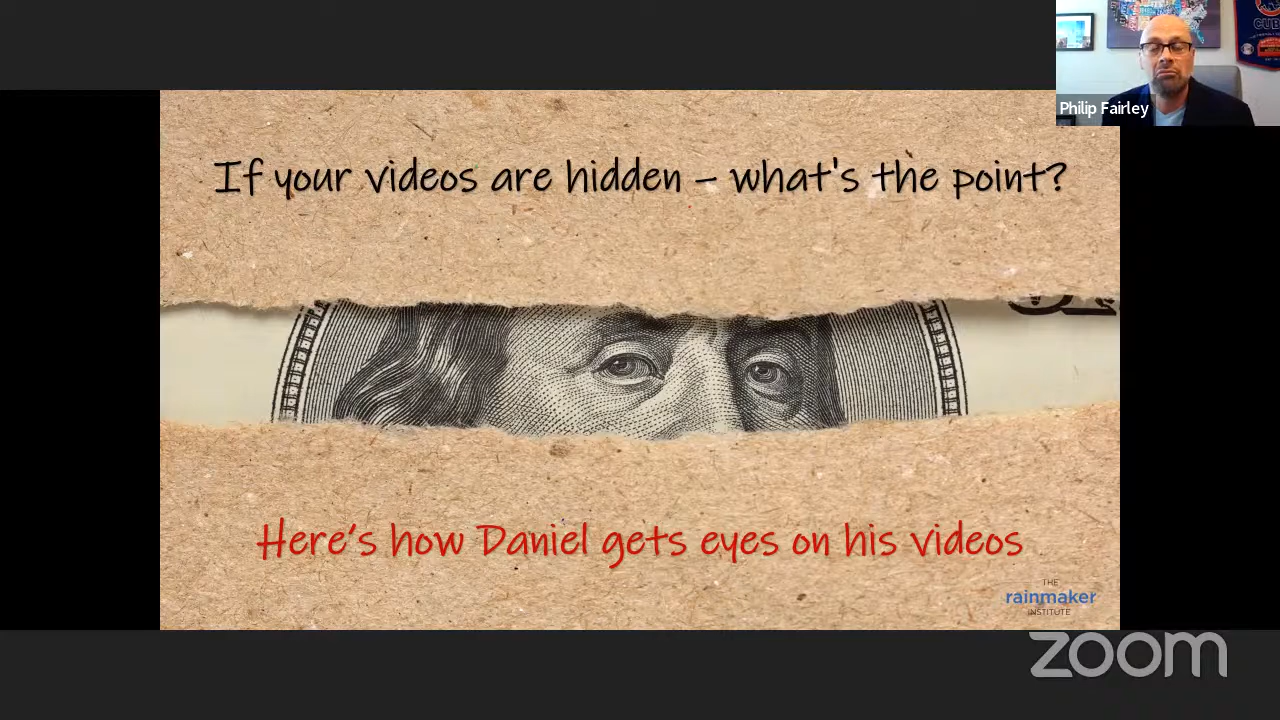 CUBS
Philip Fairley
If your videos are hidden – what's the point?
Here's how Daniel gets eyes on his videos
THE
rainmaker
INSTITUTE
zoom